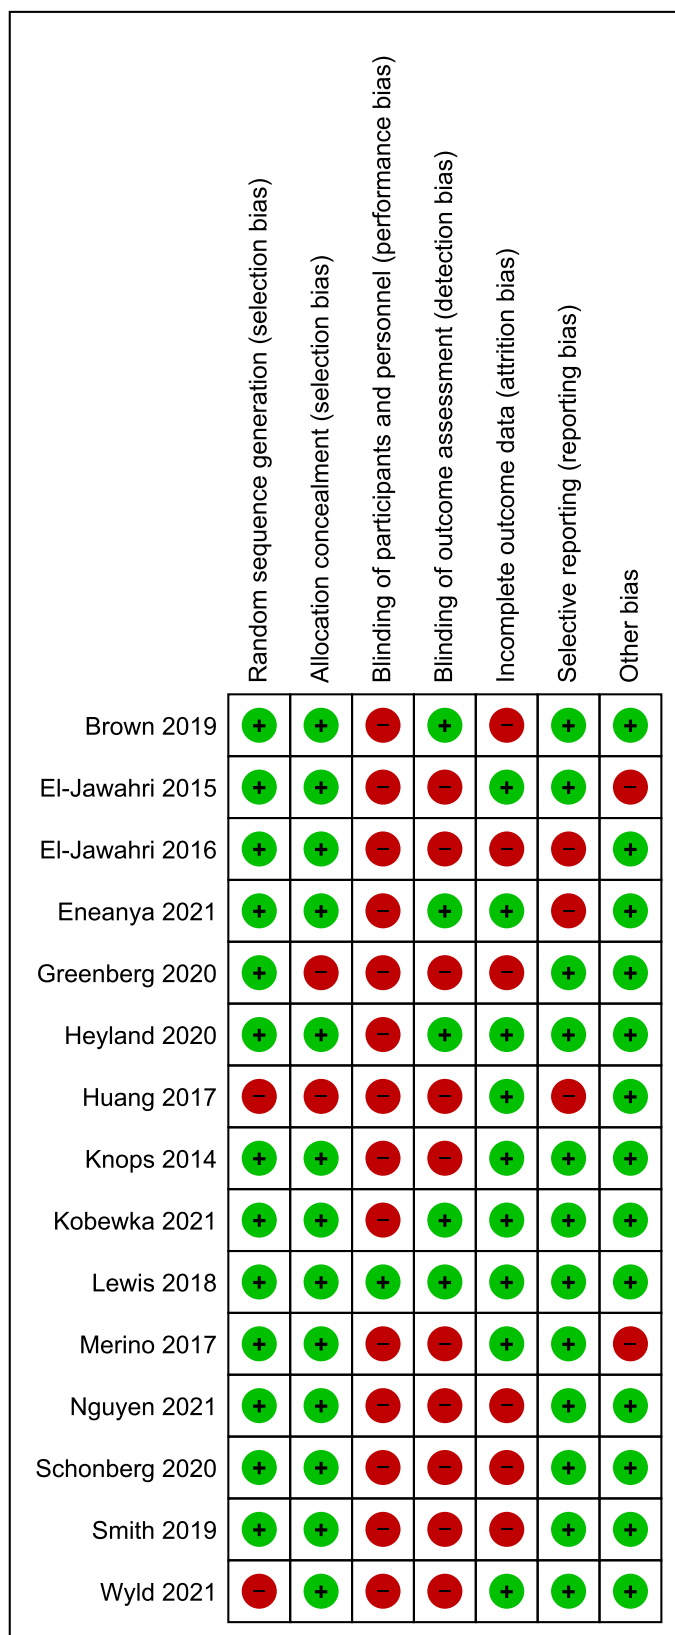 Random sequence generation (selection bias)
Allocation concealment (selection bias)
Blinding of participants and personnel (performance bias)
Blinding of outcome assessment (detection bias)
Incomplete outcome data (attrition bias)
Selective reporting (reporting bias)
Other bias
Brown 2019 + + − + − + +
El-Jawahri 2015 + + − − + + −
El-Jawahri 2016 + + − − − − +
Eneanya 2021 + + − + + − +
Greenberg 2020 + − − − − + +
Heyland 2020 + + − + + + +
Huang 2017 − − − − + − +
Knops 2014 + + − − + + +
Kobewka 2021 + + − + + + +
Lewis 2018 + + + + + + +
Merino 2017 + + − − + + −
Nguyen 2021 + + − − − + +
Schonberg 2020 + + − − − + +
Smith 2019 + + − − − + +
Wyld 2021 − + − − + + +